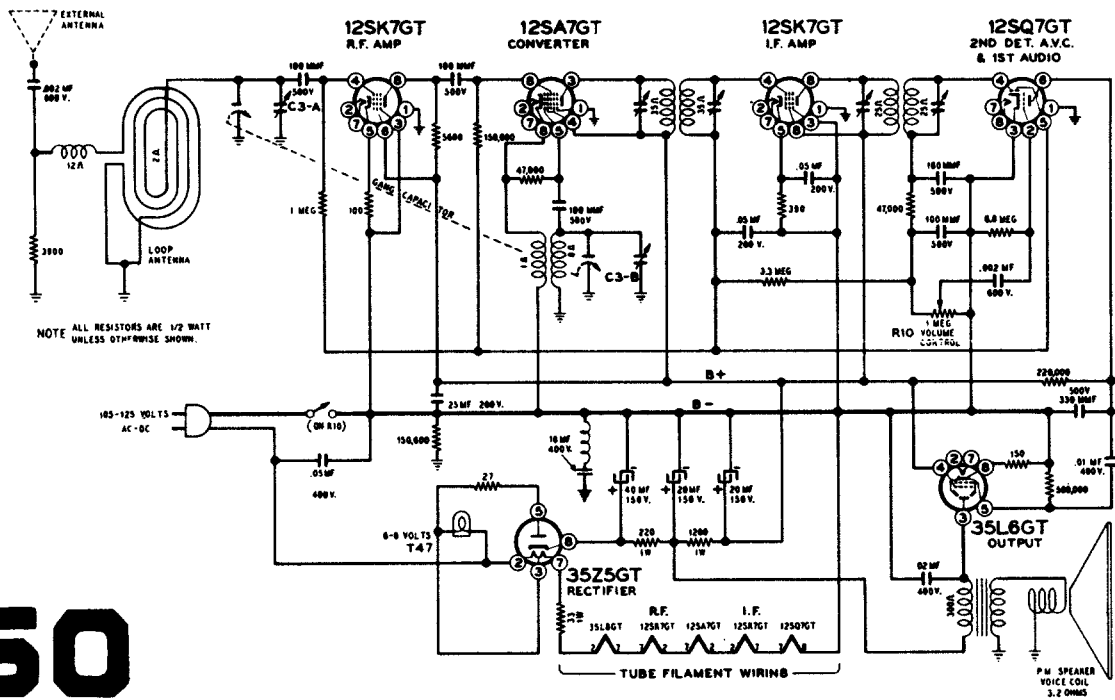 EXTERNAL
ANTENNA
.002 MF
600 V.
12Ω
3900
2Ω
LOOP
ANTENNA
NOTE ALL RESISTORS ARE 1/2 WATT
UNLESS OTHERWISE SHOWN.
12SK7GT
R.F. AMP
12SA7GT
CONVERTER
12SK7GT
I.F. AMP
12SQ7GT
2ND DET. A.V.C.
& 1ST AUDIO
100 MMF
500V
C3-A
1 MEG
100
5600
100 MMF
500V
150,000
GANG CAPACITOR
47,000
100 MMF
500V
C3-B
.05 MF
200 V.
390
.05 MF
200 V.
3.3 MEG
47,000
100 MMF
500V
100 MMF
500V
6.8 MEG
.002 MF
600 V.
R10
1 MEG
VOLUME
CONTROL
B+
B-
105-125 VOLTS
AC-DC
(ON R10)
.05MF
400 V.
.25 MF 200 V.
150,000
16 MF
400 V.
40 MF
150 V.
20 MF
150 V.
20 MF
150 V.
220,000
500V
330 MMF
150
500,000
.01 MF
400 V.
35L6GT
OUTPUT
27
6-8 VOLTS
T47
35Z5GT
RECTIFIER
220
1W
1200
1W
33
1W
R.F.
I.F.
35L6GT
12SK7GT
12SA7GT
12SK7GT
12SQ7GT
TUBE FILAMENT WIRING
.02 MF
400V.
300Ω
P M SPEAKER
VOICE COIL
3.2 OHMS
50